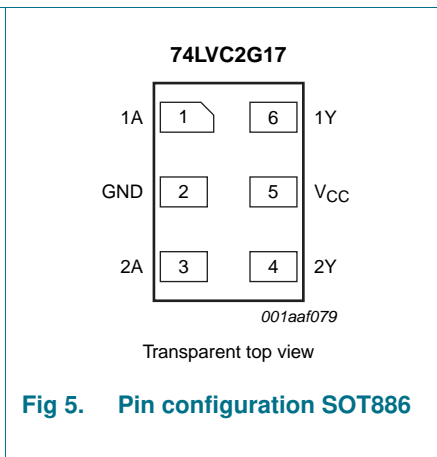 74LVC2G17
1A 1 6 1Y
GND 2 5 VCC
2A 3 4 2Y
001aaf079
Transparent top view
Fig 5. Pin configuration SOT886